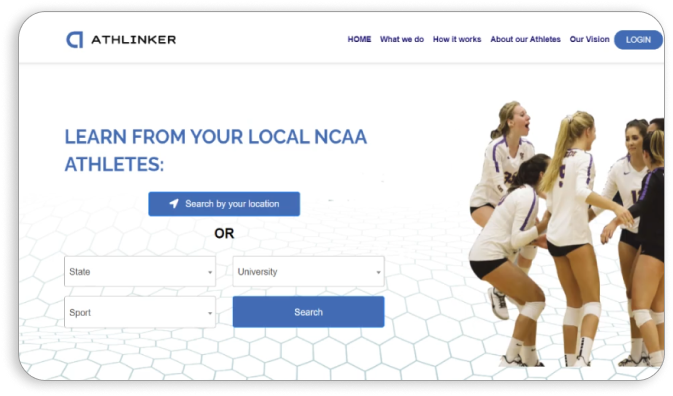 ATHLINKER
HOME What we do How it works About our Athletes Our Vision LOGIN
LEARN FROM YOUR LOCAL NCAA
ATHLETES:
Search by your location
OR
State University
Sport Search